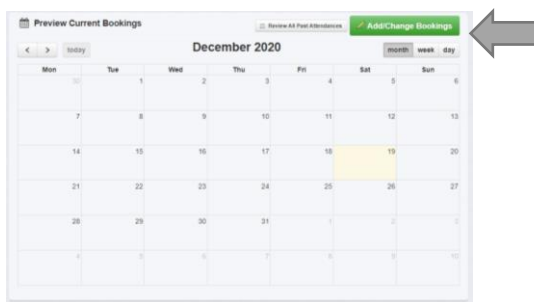 Preview Current Bookings
Review All Past Attendances
Add/Change Bookings
< > today
December 2020
month week day
Mon Tue Wed Thu Fri Sat Sun
30 1 2 3 4 5 6
7 8 9 10 11 12 13
14 15 16 17 18 19 20
21 22 23 24 25 26 27
28 29 30 31 1 2 3
4 5 6 7 8 9 10